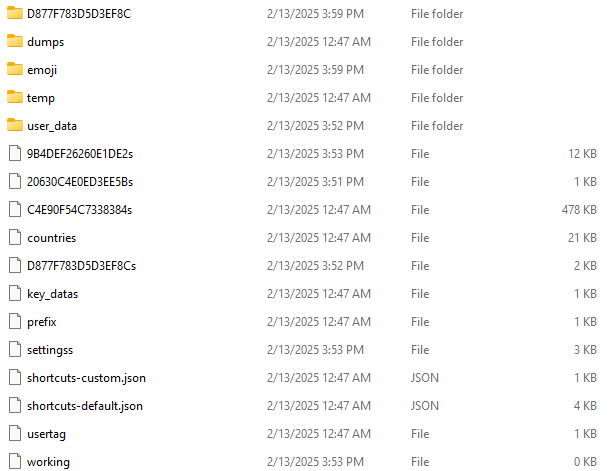 D877F783D5D3EF8C 2/13/2025 3:59 PM File folder
dumps 2/13/2025 12:47 AM File folder
emoji 2/13/2025 3:59 PM File folder
temp 2/13/2025 12:47 AM File folder
user_data 2/13/2025 3:52 PM File folder
9B4DEF26260E1DE2s 2/13/2025 3:53 PM File 12 KB
20630C4E0ED3EE5Bs 2/13/2025 3:51 PM File 1 KB
C4E90F54C7338384s 2/13/2025 12:47 AM File 478 KB
countries 2/13/2025 12:47 AM File 21 KB
D877F783D5D3EF8Cs 2/13/2025 3:52 PM File 2 KB
key_datas 2/13/2025 12:47 AM File 1 KB
prefix 2/13/2025 12:47 AM File 1 KB
settingss 2/13/2025 3:53 PM File 3 KB
shortcuts-custom.json 2/13/2025 12:47 AM JSON 1 KB
shortcuts-default.json 2/13/2025 12:47 AM JSON 4 KB
usertag 2/13/2025 12:47 AM File 1 KB
working 2/13/2025 3:53 PM File 0 KB